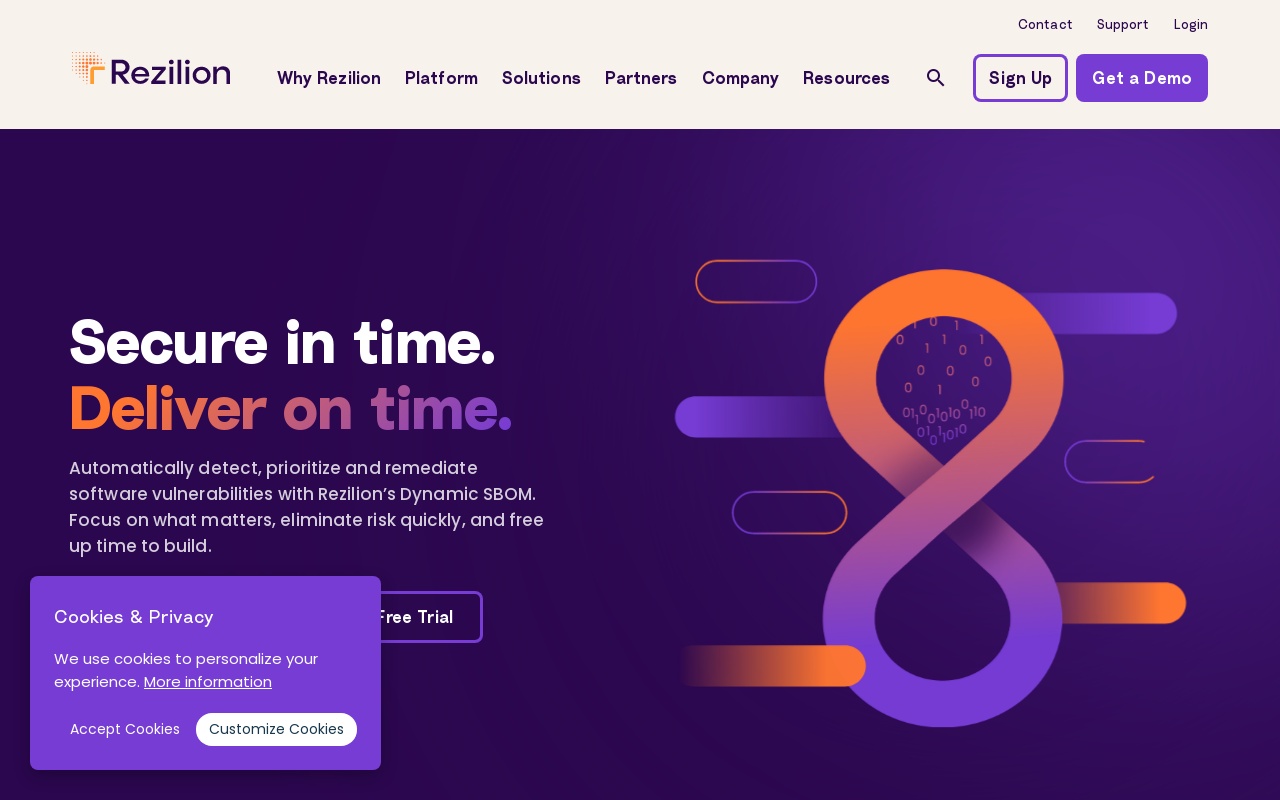 Contact Support Login
Rezilion
Why Rezilion Platform Solutions Partners Company Resources Sign Up Get a Demo
Secure in time.
Deliver on time.
Automatically detect, prioritize and remediate
software vulnerabilities with Rezilion’s Dynamic SBOM.
Focus on what matters, eliminate risk quickly, and free
up time to build.
Free Trial
Cookies & Privacy
We use cookies to personalize your
experience. More information
Accept Cookies Customize Cookies